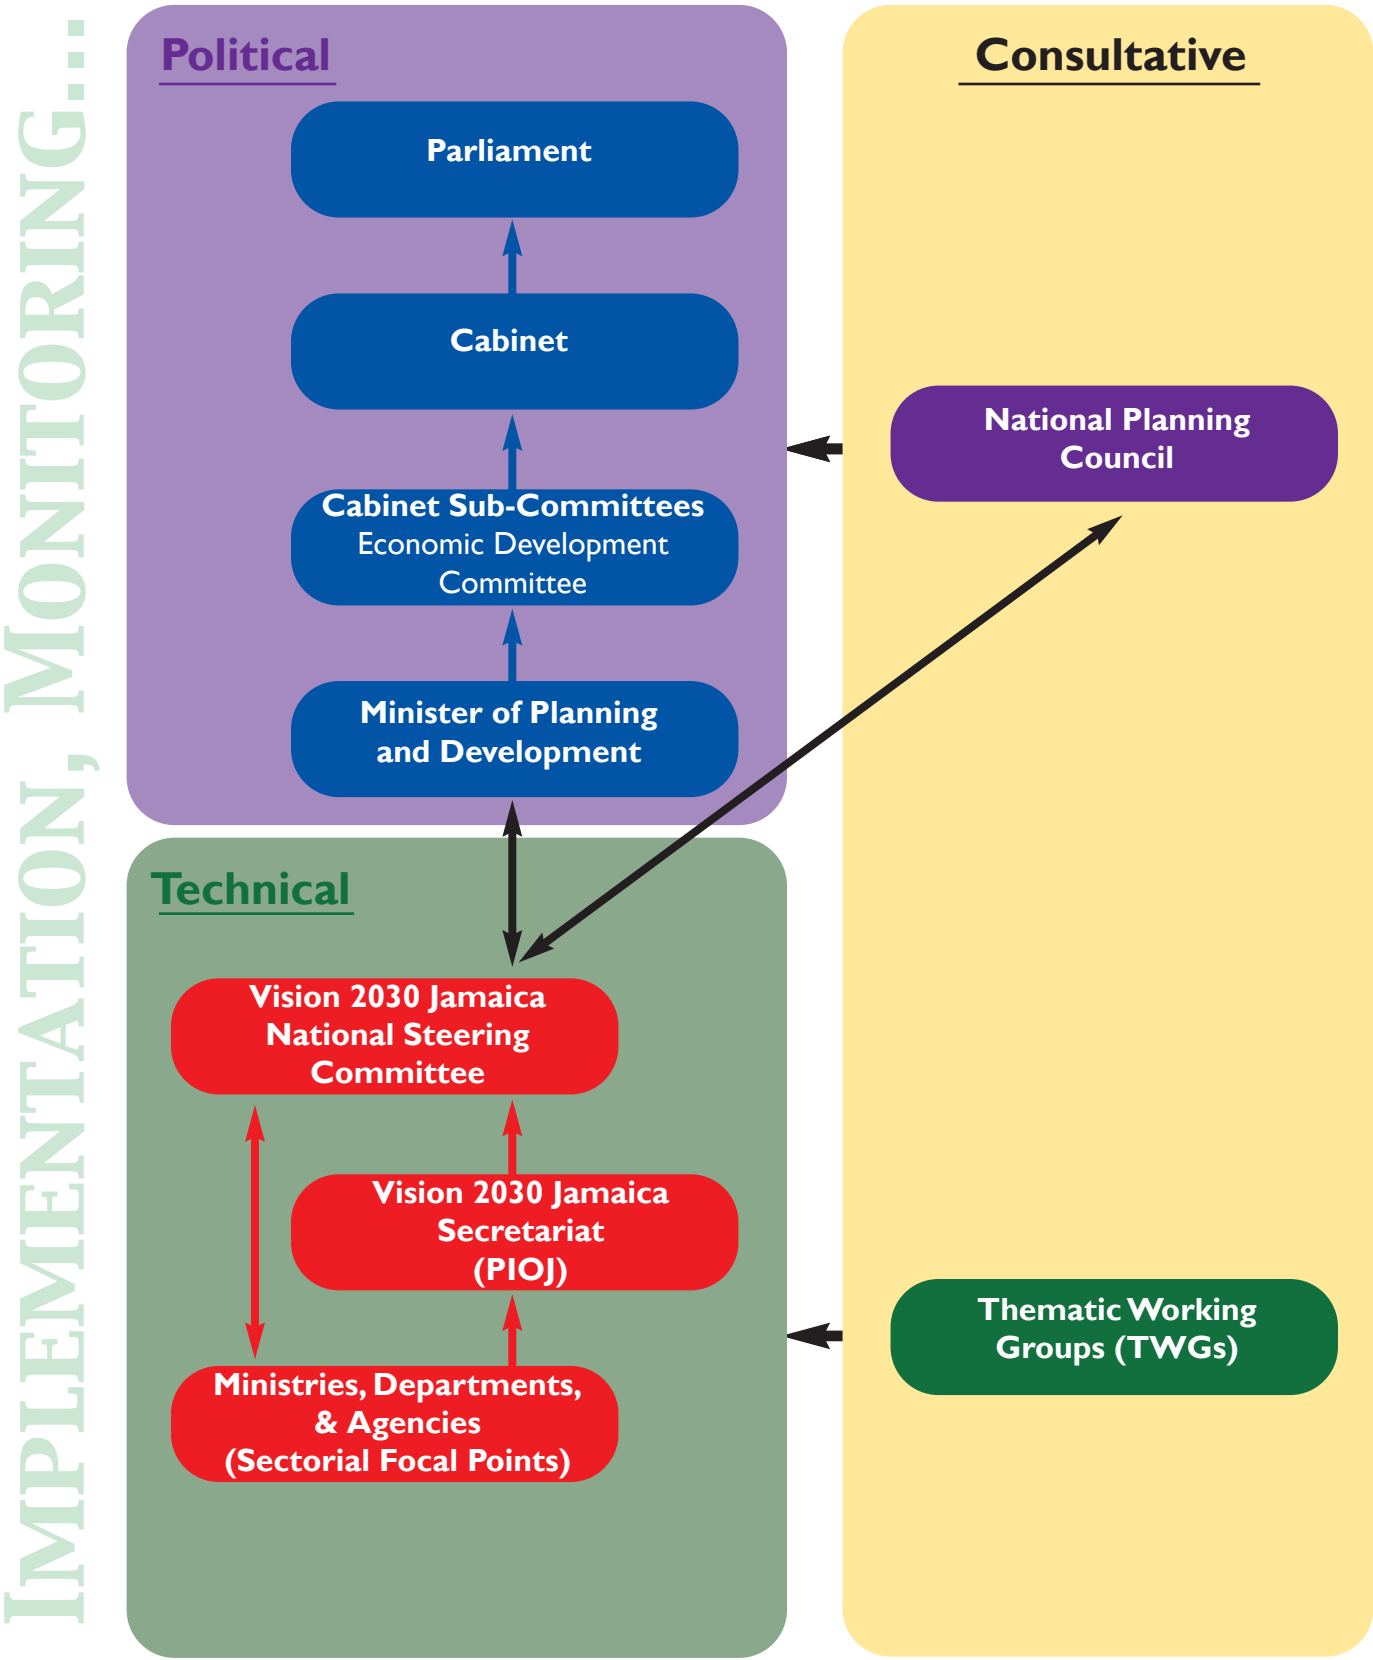 IMPLEMENTATION, MONITORING...
Political
Parliament
Cabinet
Cabinet Sub-Committees
Economic Development
Committee
Minister of Planning
and Development
Technical
Vision 2030 Jamaica
National Steering
Committee
Vision 2030 Jamaica
Secretariat
(PIOJ)
Ministries, Departments,
& Agencies
(Sectorial Focal Points)
Consultative
National Planning
Council
Thematic Working
Groups (TWGs)